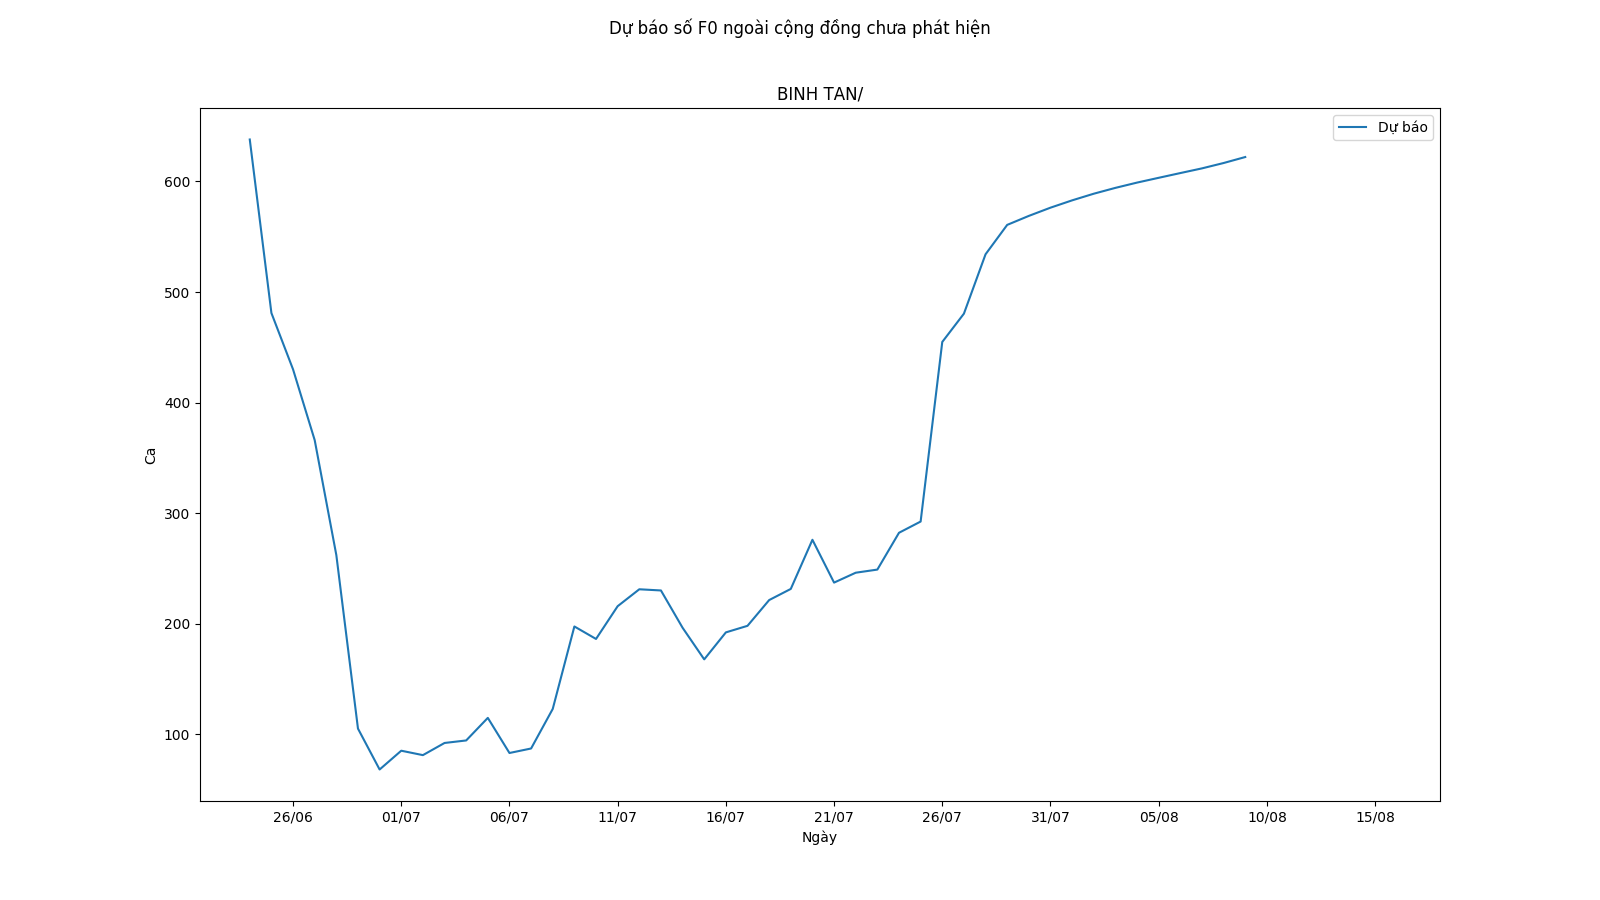 Dự báo số F0 ngoài cộng đồng chưa phát hiện
BINH TAN/
Dự báo
600
500
400
300
200
100
Ca
26/06 01/07 06/07 11/07 16/07 21/07 26/07 31/07 05/08 10/08 15/08
Ngày